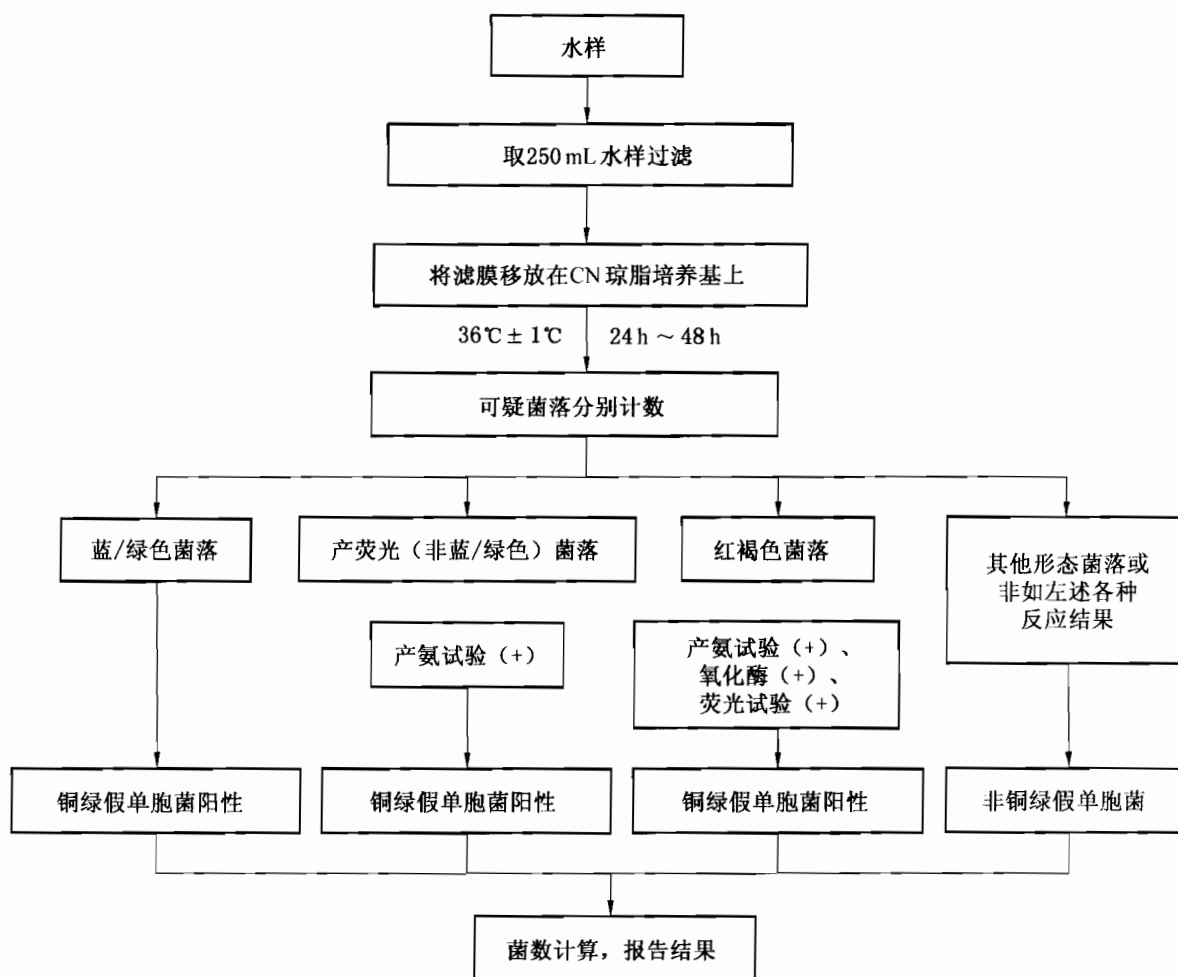 水样
取250 mL 水样过滤
将滤膜移放在CN 琼脂培养基上
36℃ ± 1℃ 24 h ～ 48 h
可疑菌落分别计数
蓝/绿色菌落
产荧光（非蓝/绿色）菌落
红褐色菌落
其他形态菌落或
非如左述各种
反应结果
产氨试验（+）
产氨试验（+）、
氧化酶（+）、
荧光试验（+）
铜绿假单胞菌阳性
铜绿假单胞菌阳性
铜绿假单胞菌阳性
非铜绿假单胞菌
菌数计算，报告结果